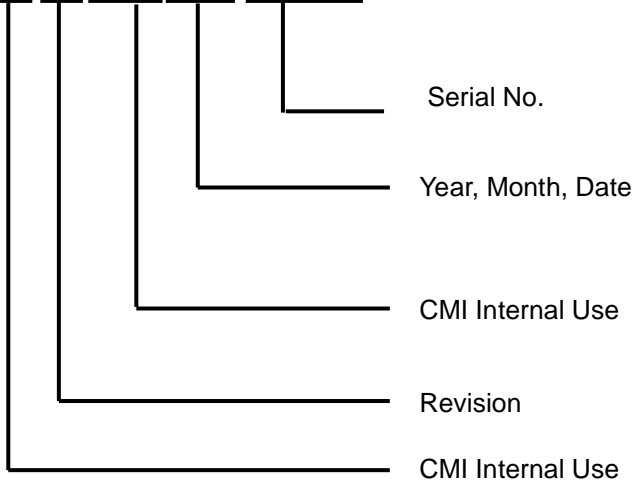 Serial No.
Year, Month, Date
CMI Internal Use
Revision
CMI Internal Use